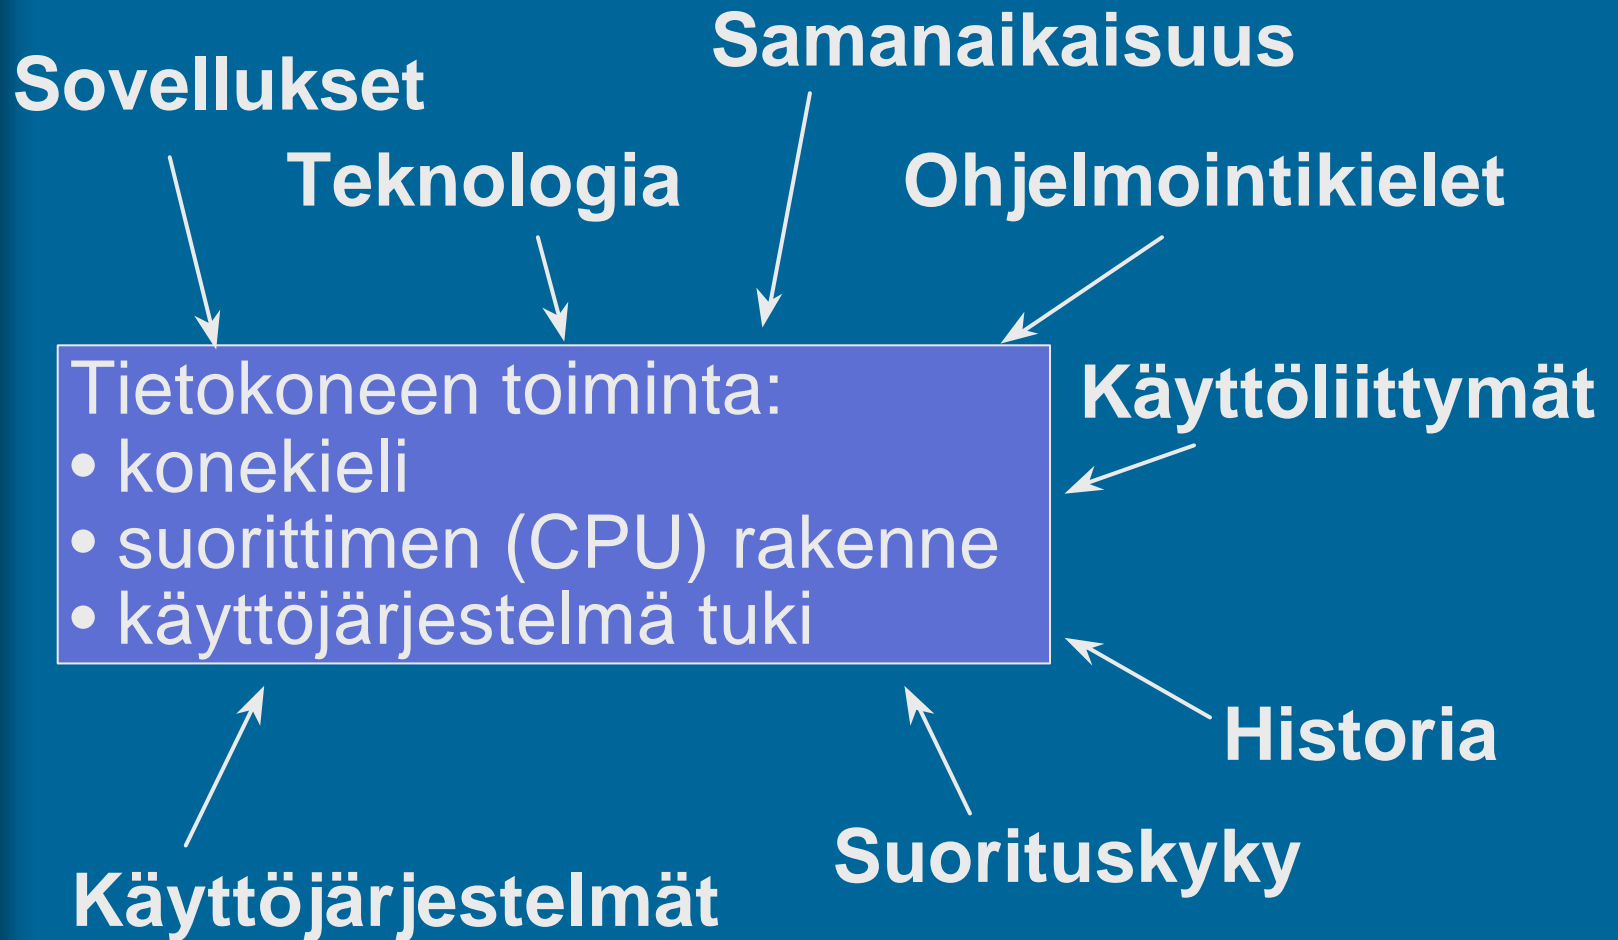 Samanaikaisuus
Sovellukset
Teknologia
Ohjelmointikielet
Tietokoneen toiminta:
• konekieli
• suorittimen (CPU) rakenne
• käyttöjärjestelmä tuki
Käyttöliittymät
Historia
Suorituskyky
Käyttöjärjestelmät